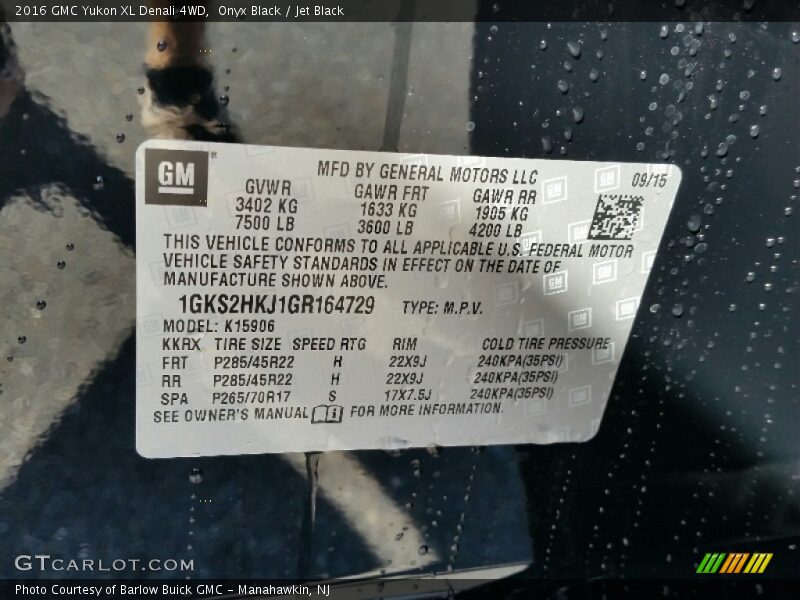 2016 GMC Yukon XL Denali 4WD,  Onyx Black / Jet Black
GM
MFD BY GENERAL MOTORS LLC 09/15
GVWR GAWR FRT GAWR RR
3402 KG 1633 KG 1905 KG
7500 LB 3600 LB 4200 LB
THIS VEHICLE CONFORMS TO ALL APPLICABLE U.S. FEDERAL MOTOR
VEHICLE SAFETY STANDARDS IN EFFECT ON THE DATE OF
MANUFACTURE SHOWN ABOVE.
1GKS2HKJ1GR164729 TYPE: M.P.V.
MODEL: K15906
KKRX TIRE SIZE SPEED RTG RIM COLD TIRE PRESSURE
FRT P285/45R22 H 22X9J 240KPA(35PSI)
RR P285/45R22 H 22X9J 240KPA(35PSI)
SPA P265/70R17 S 17X7.5J 240KPA(35PSI)
SEE OWNER'S MANUAL FOR MORE INFORMATION.
GTCARLOT.COM
Photo Courtesy of Barlow Buick GMC - Manahawkin, NJ